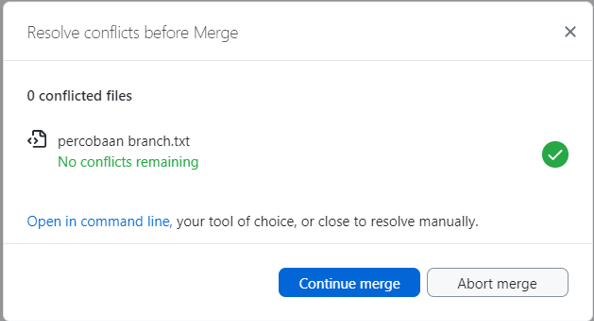 Resolve conflicts before Merge
0 conflicted files
percobaan branch.txt
No conflicts remaining
Open in command line, your tool of choice, or close to resolve manually.
Continue merge
Abort merge